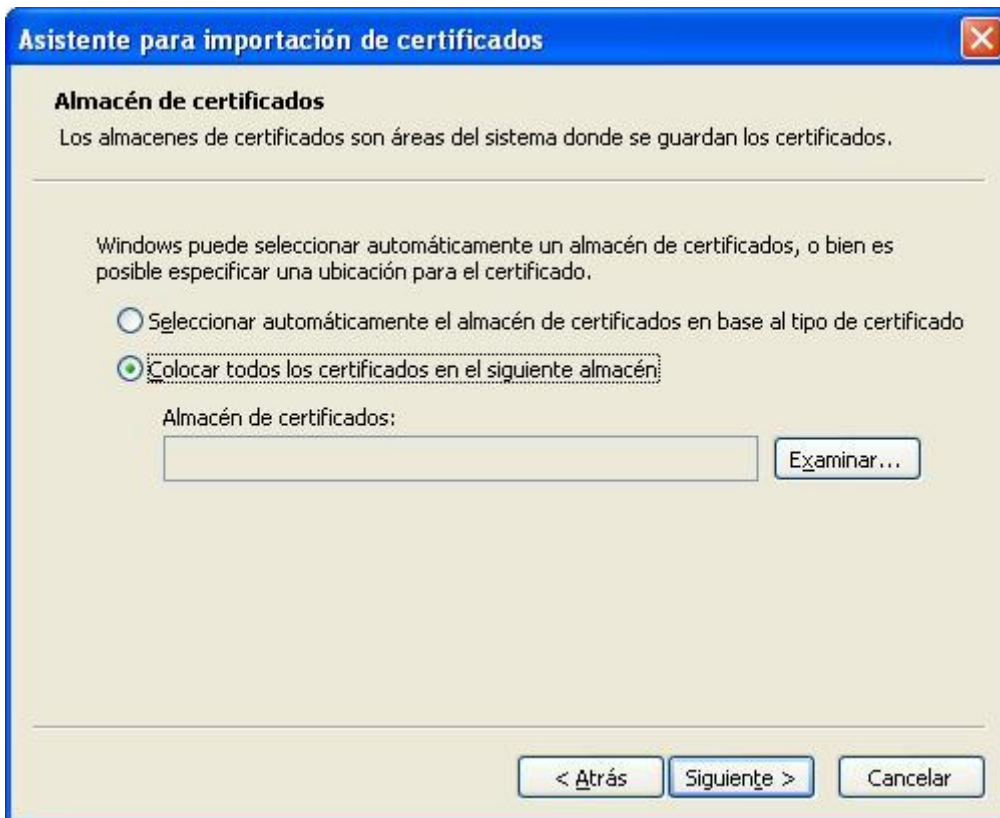 Asistente para importación de certificados
Almacén de certificados
Los almacenes de certificados son áreas del sistema donde se guardan los certificados.
Windows puede seleccionar automáticamente un almacén de certificados, o bien es
posible especificar una ubicación para el certificado.
Seleccionar automáticamente el almacén de certificados en base al tipo de certificado
Colocar todos los certificados en el siguiente almacén
Almacén de certificados:
Examinar...
< Atrás Siguiente > Cancelar